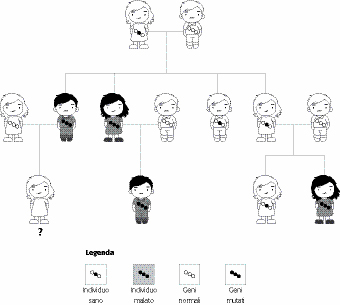 ?
Legenda
Individuo Individuo Geni Geni
sano malato normali mutati